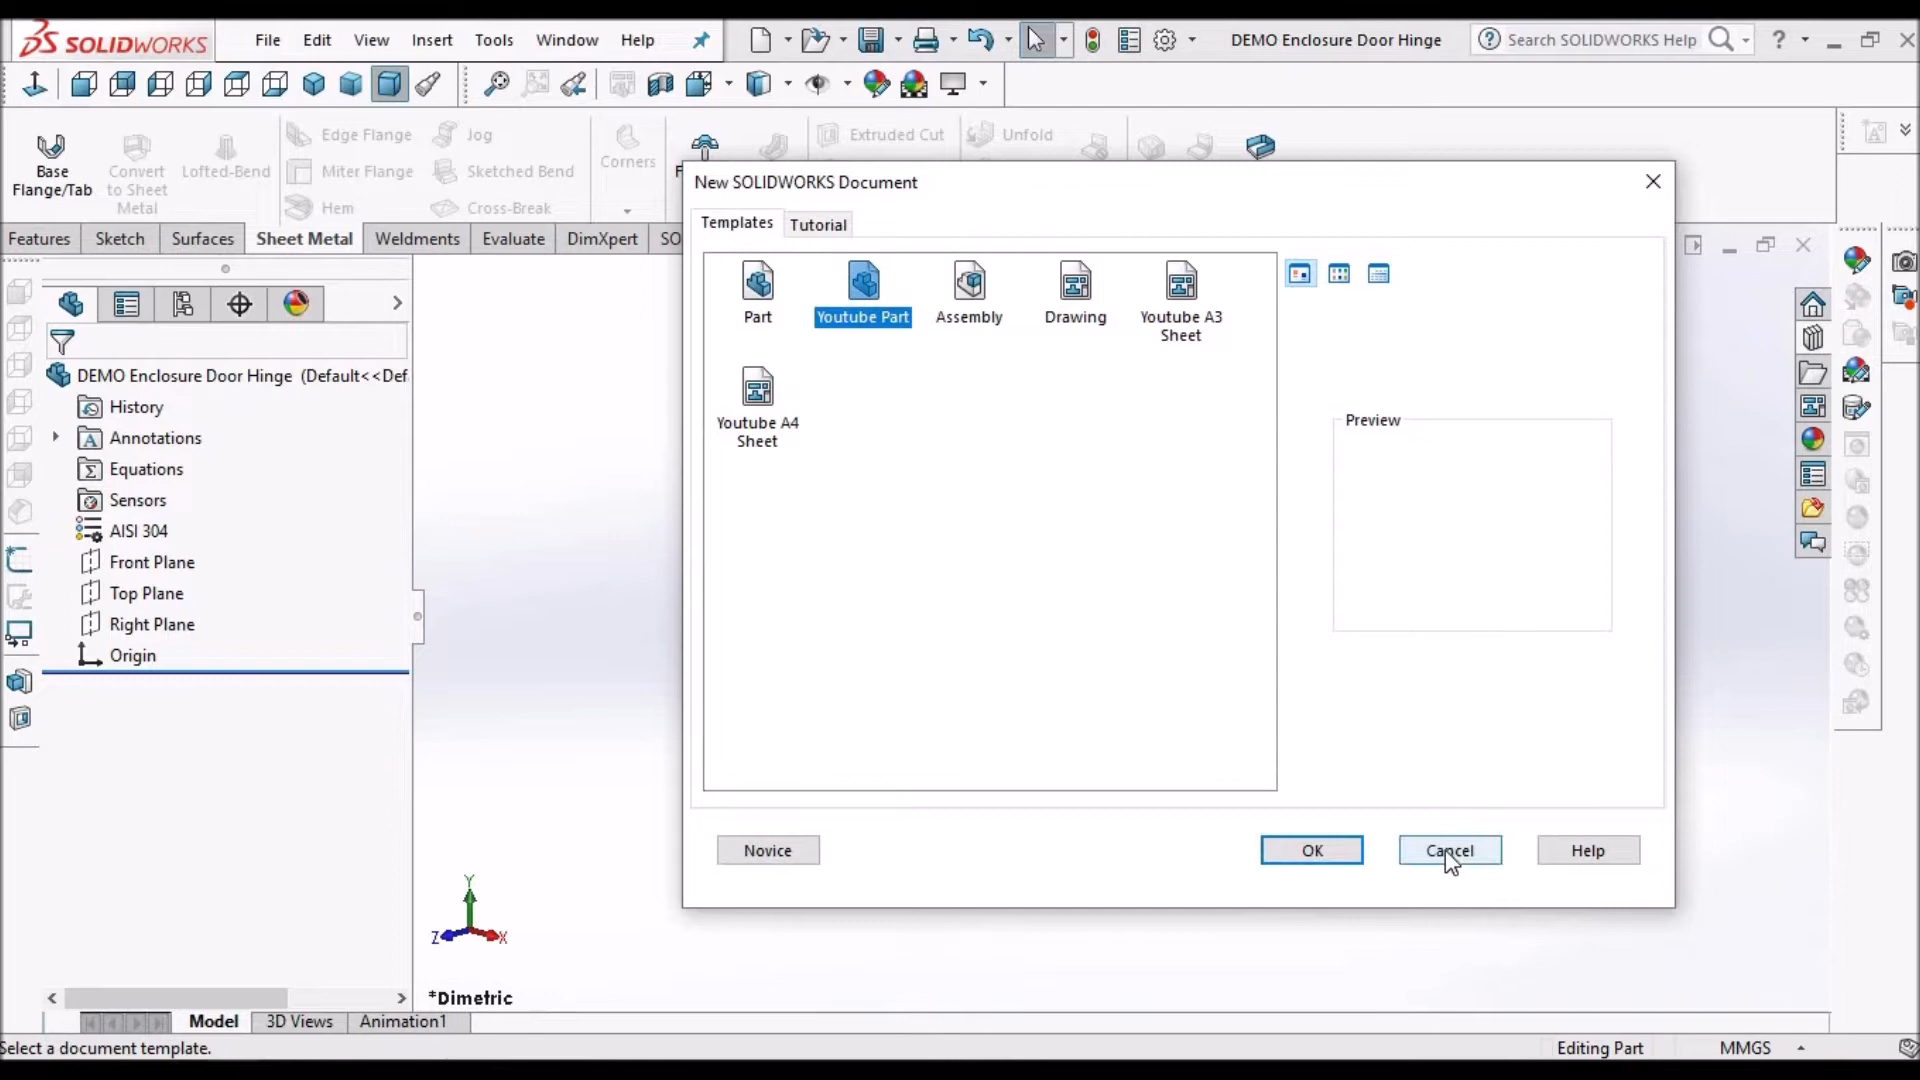 SOLIDWORKS File Edit View Insert Tools Window Help DEMO Enclosure Door Hinge Search SOLIDWORKS Help ?
Base Flange/Tab
Convert to Sheet Metal
Lofted-Bend
Edge Flange
Miter Flange
Hem
Jog
Sketched Bend
Cross-Break
Corners
Extruded Cut
Unfold
Features Sketch Surfaces Sheet Metal Weldments Evaluate DimXpert SO
DEMO Enclosure Door Hinge (Default<<Def
History
Annotations
Equations
Sensors
AISI 304
Front Plane
Top Plane
Right Plane
Origin
New SOLIDWORKS Document
Templates Tutorial
Part
Youtube Part
Assembly
Drawing
Youtube A3
Sheet
Youtube A4
Sheet
Preview
Novice OK Cancel Help
Y
Z X
*Dimetric
Model 3D Views Animation1
Select a document template. Editing Part MMGS